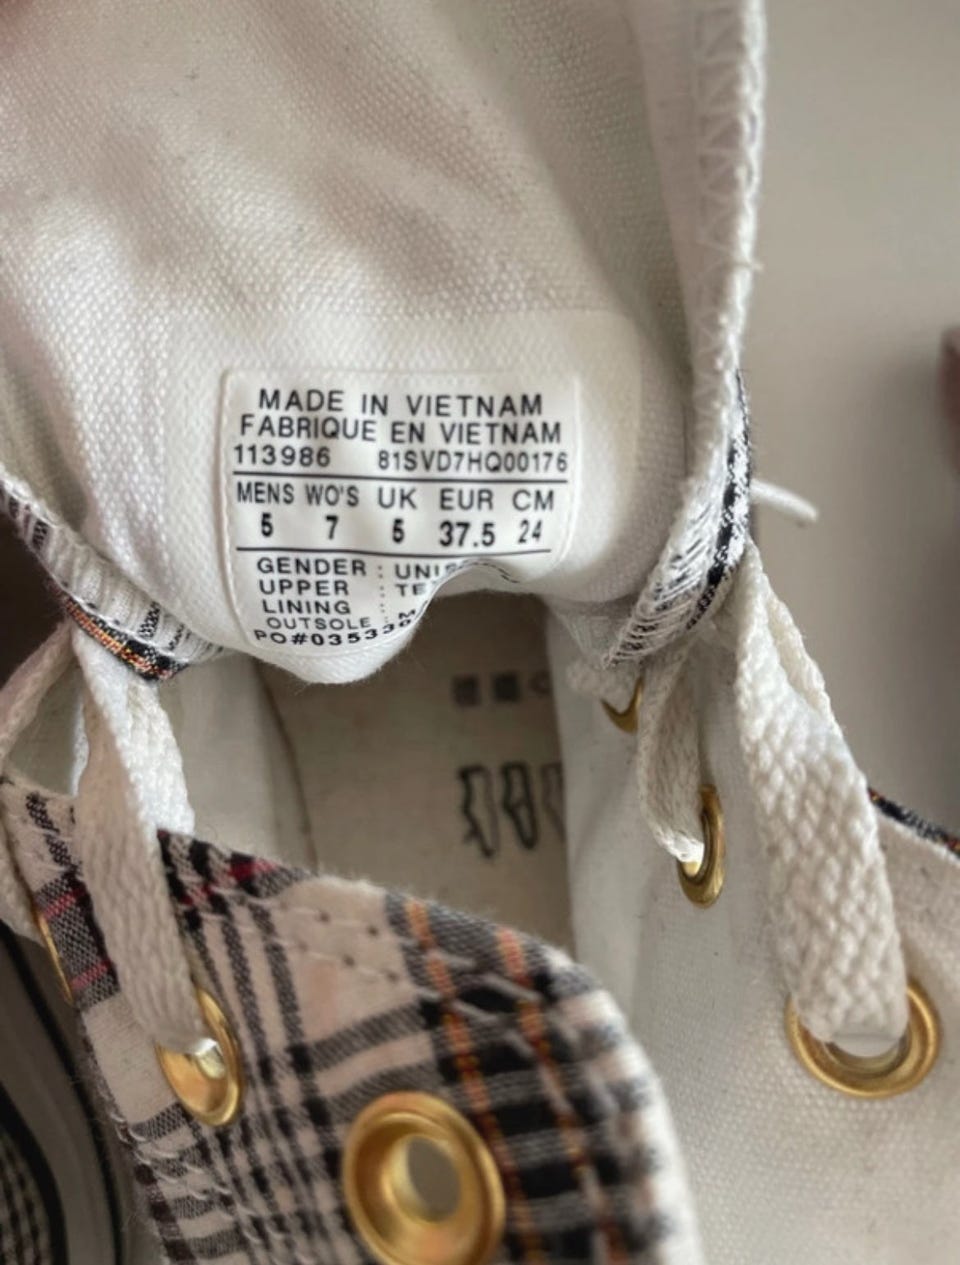 MADE IN VIETNAM
FABRIQUE EN VIETNAM
113986 81SVD7HQ00176
MENS WO'S UK EUR CM
5 7 5 37.5 24
GENDER :
UPPER :
LINING :
OUTSOLE :